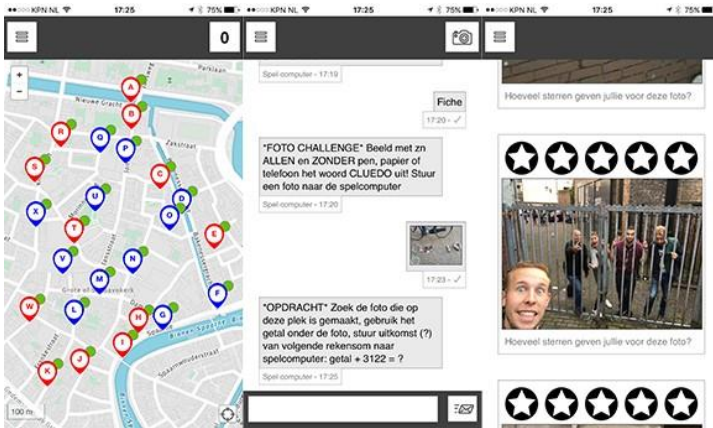 KPN NL 17:25 75%
0
+
-
Parklaan
Nieuwe Gracht
A
B
R
Q
P
Zakstraat
S
C
U
D
X
O
T
E
Jansstraat
V
N
M
F
W
L
H
G
I
J
K
Spaarnwouderstraat
100 m
KPN NL 17:25 75%
Spel computer - 17:19
Fiche
17:20 - ✓
*FOTO CHALLENGE* Beeld met zn
ALLEN en ZONDER pen, papier of
telefoon het woord CLUEDO uit! Stuur
een foto naar de spelcomputer
Spel computer - 17:20
17:23 - ✓
*OPDRACHT* Zoek de foto die op
deze plek is gemaakt, gebruik het
getal onder de foto, stuur uitkomst (?)
van volgende rekensom naar
spelcomputer: getal + 3122 = ?
Spel computer - 17:25
KPN NL 17:25 75%
Hoeveel sterren geven jullie voor deze foto?
Hoeveel sterren geven jullie voor deze foto?